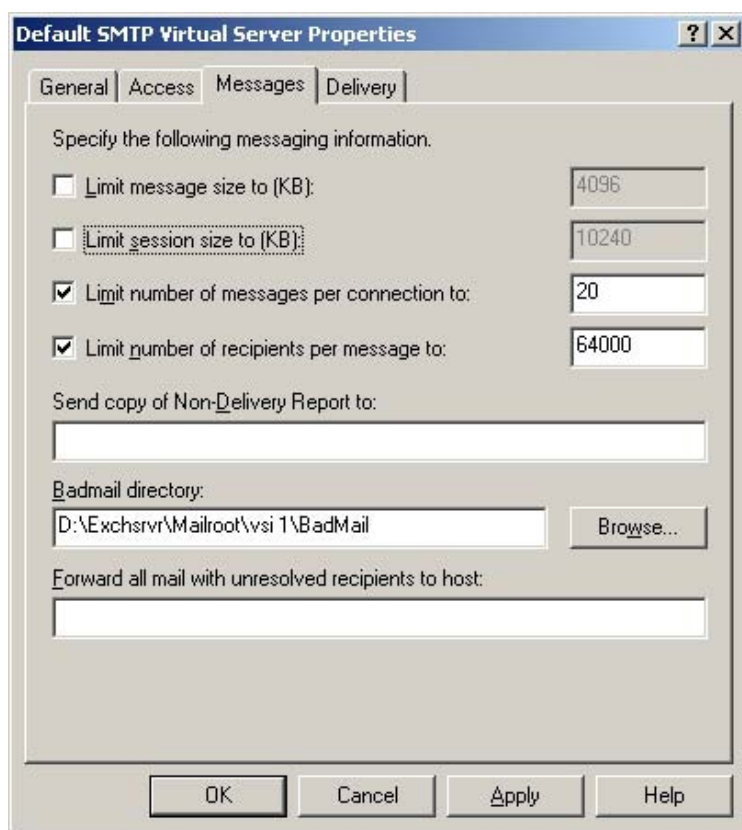 Default SMTP Virtual Server Properties
General Access Messages Delivery
Specify the following messaging information.
Limit message size to (KB): 4096
Limit session size to (KB): 10240
Limit number of messages per connection to: 20
Limit number of recipients per message to: 64000
Send copy of Non-Delivery Report to:
Badmail directory:
D:\Exchsrvr\Mailroot\vsi 1\BadMail Browse...
Forward all mail with unresolved recipients to host:
OK Cancel Apply Help